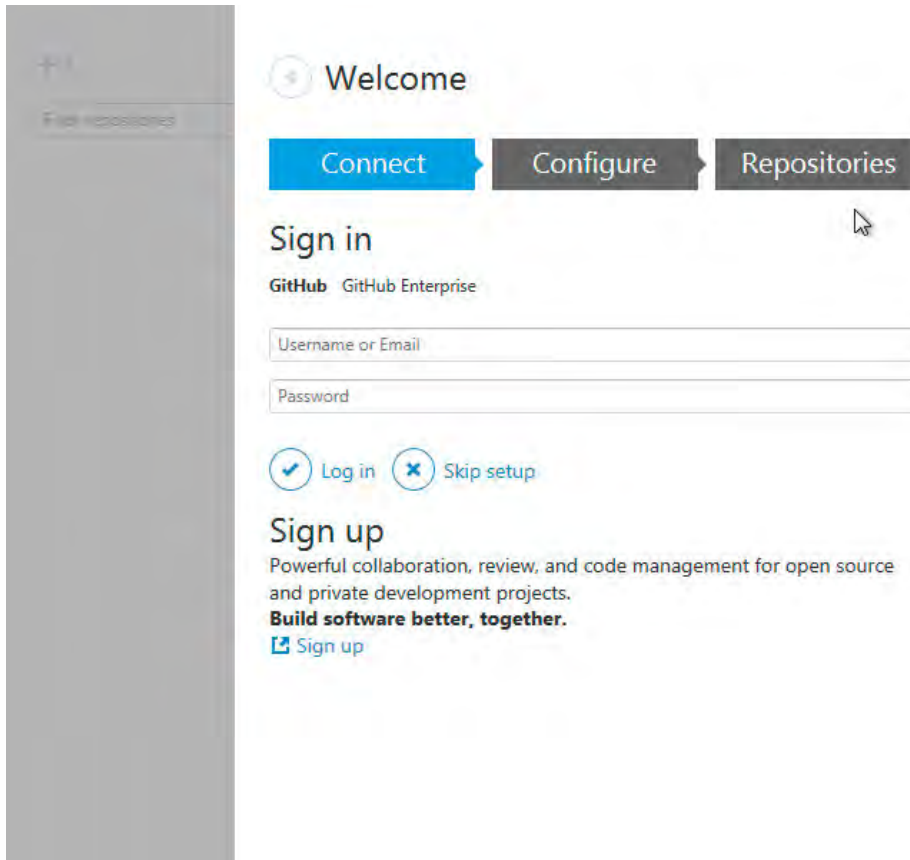 Welcome
Connect Configure Repositories
Sign in
GitHub GitHub Enterprise
Username or Email
Password
Log in Skip setup
Sign up
Powerful collaboration, review, and code management for open source
and private development projects.
Build software better, together.
Sign up